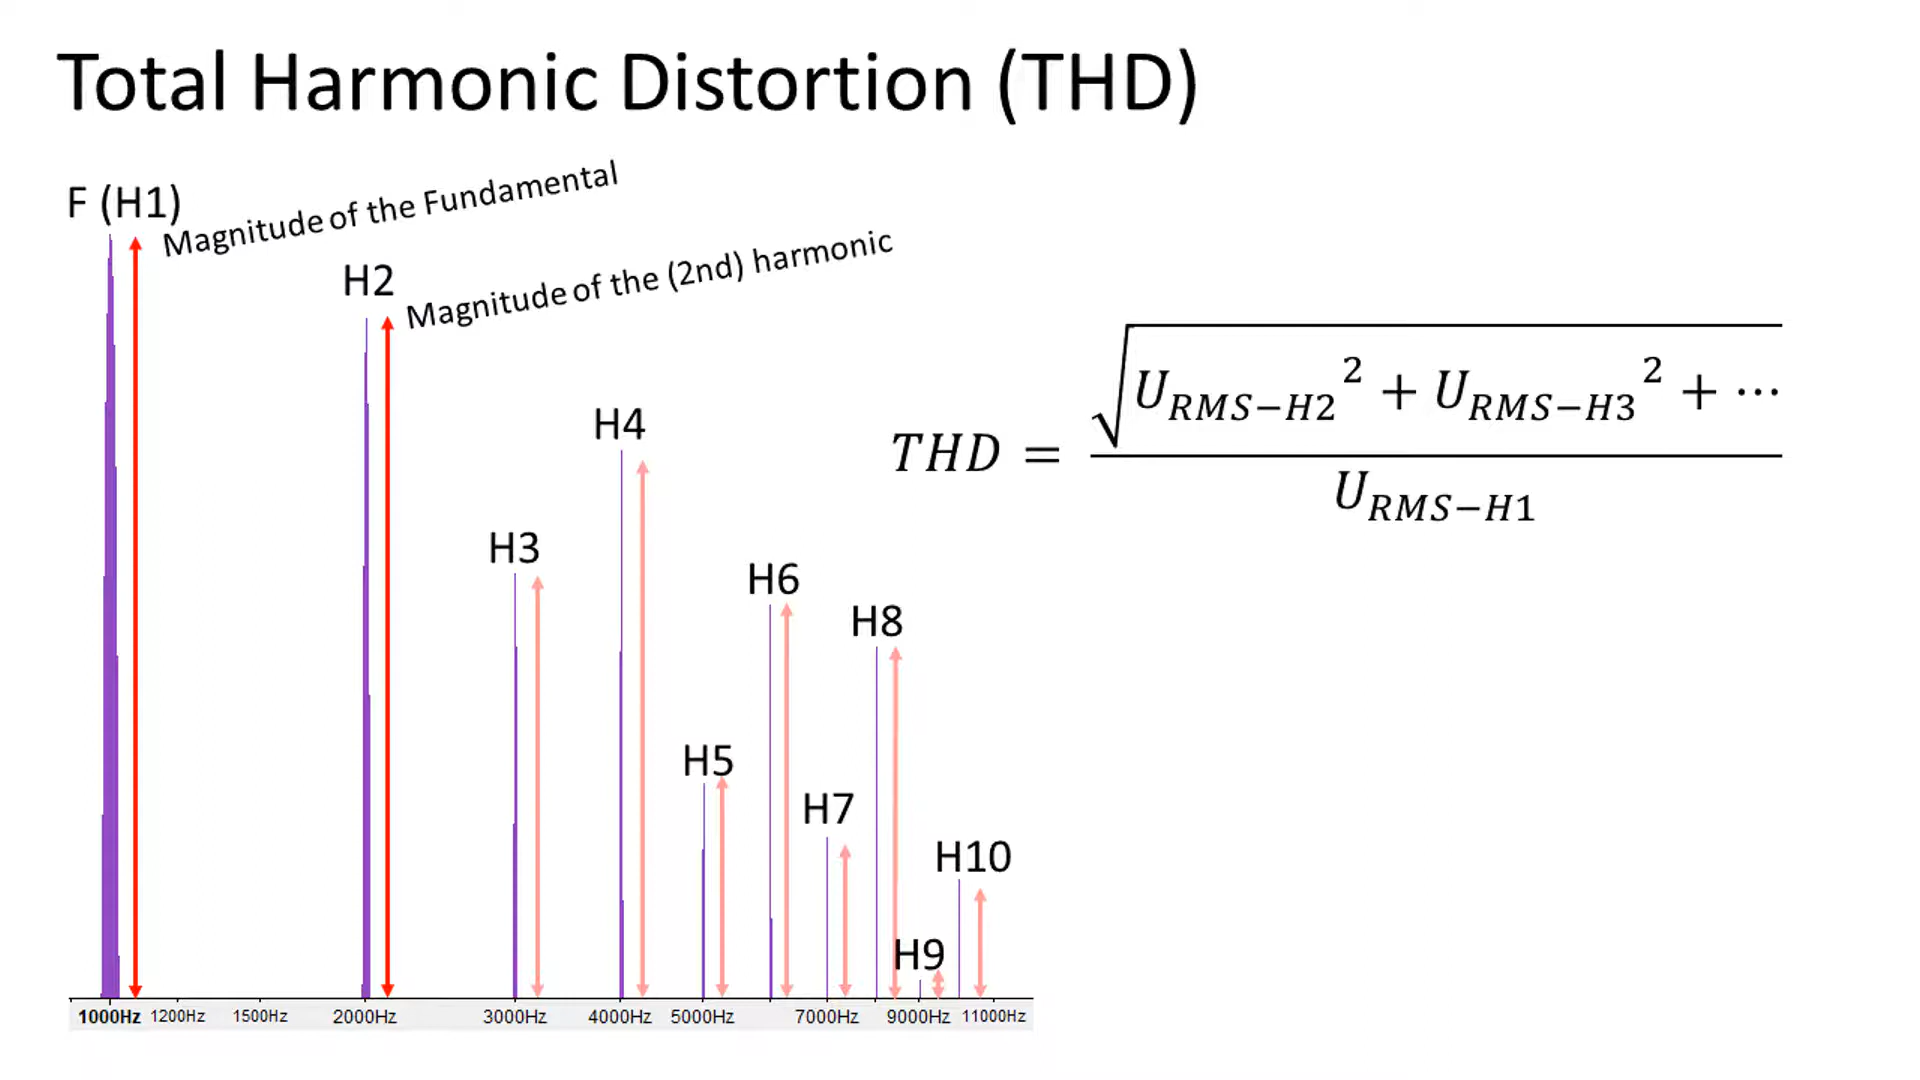 Total Harmonic Distortion (THD)
F (H1)
Magnitude of the Fundamental
H2
Magnitude of the (2nd) harmonic
H4
H3
H6
H8
H5
H7
H10
H9
THD = √(U_RMS−H2² + U_RMS−H3² + ⋯) / U_RMS−H1
1000Hz 1200Hz 1500Hz 2000Hz 3000Hz 4000Hz 5000Hz 7000Hz 9000Hz 11000Hz